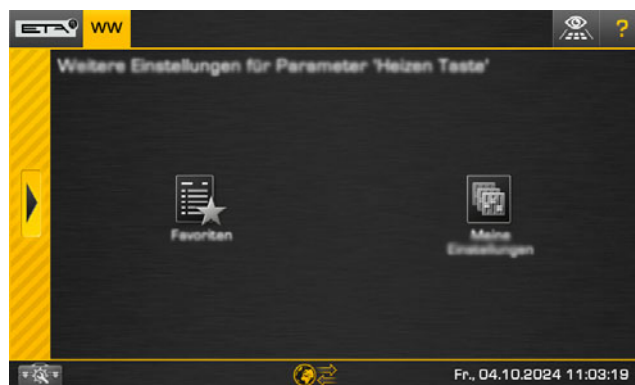 ETA
WW
?
Weitere Einstellungen für Parameter 'Heizen Taste'
Favoriten
Meine
Einstellungen
Fr., 04.10.2024 11:03:19